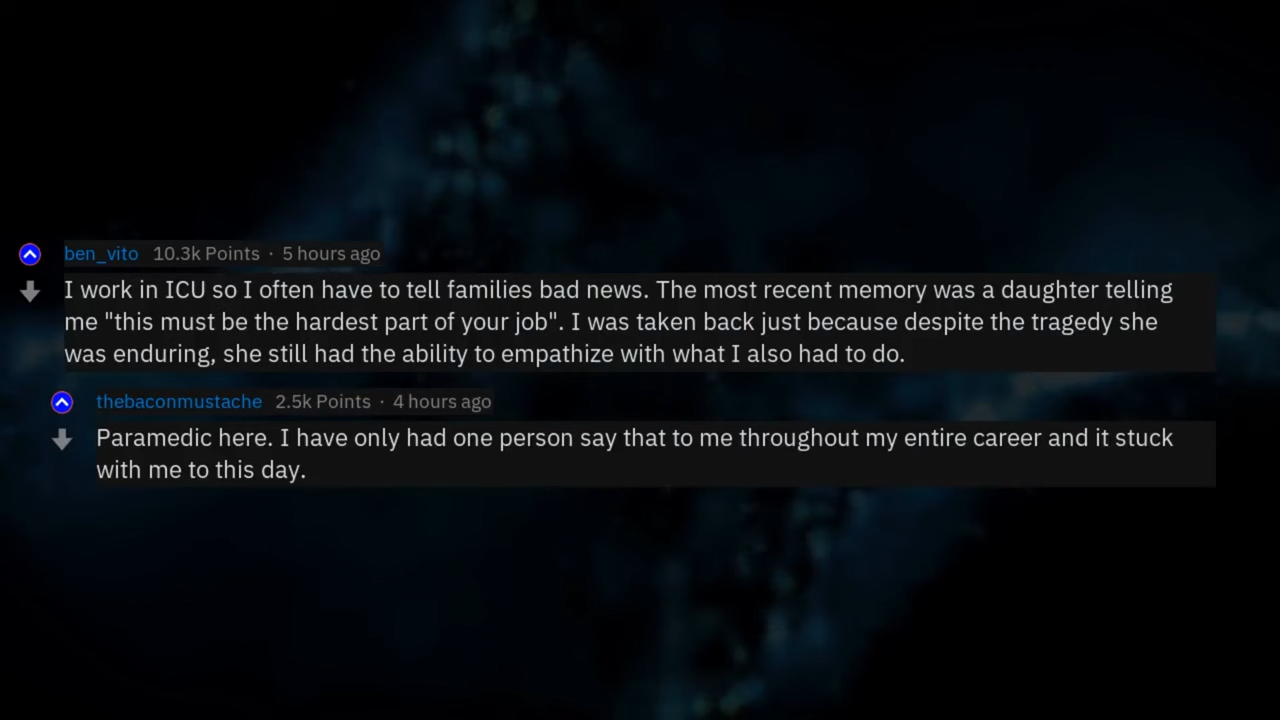 ben_vito 10.3k Points · 5 hours ago
I work in ICU so I often have to tell families bad news. The most recent memory was a daughter telling
me "this must be the hardest part of your job". I was taken back just because despite the tragedy she
was enduring, she still had the ability to empathize with what I also had to do.
thebaconmustache 2.5k Points · 4 hours ago
Paramedic here. I have only had one person say that to me throughout my entire career and it stuck
with me to this day.